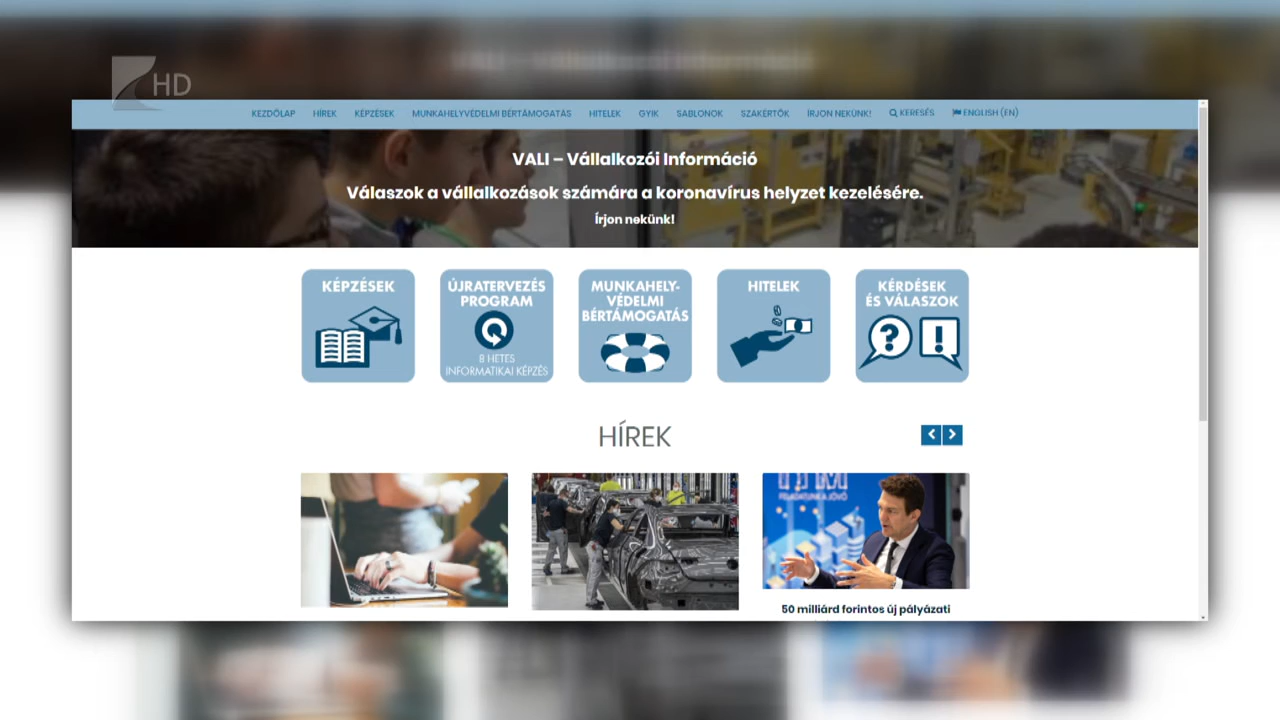 HD
KEZDŐLAP HÍREK KÉPZÉSEK MUNKAHELYVÉDELMI BÉRTÁMOGATÁS HITELEK GYIK SABLONOK SZAKÉRTŐK ÍRJON NEKÜNK! KERESÉS ENGLISH (EN)
VALI – Vállalkozói Információ
Válaszok a vállalkozások számára a koronavírus helyzet kezelésére.
Írjon nekünk!
KÉPZÉSEK
ÚJRATERVEZÉS
PROGRAM
8 HETES
INFORMATIKAI KÉPZÉS
MUNKAHELY-
VÉDELMI
BÉRTÁMOGATÁS
HITELEK
KÉRDÉSEK
ÉS VÁLASZOK
HÍREK
ITM
FELADATUNK A JÖVŐ
50 milliárd forintos új pályázati